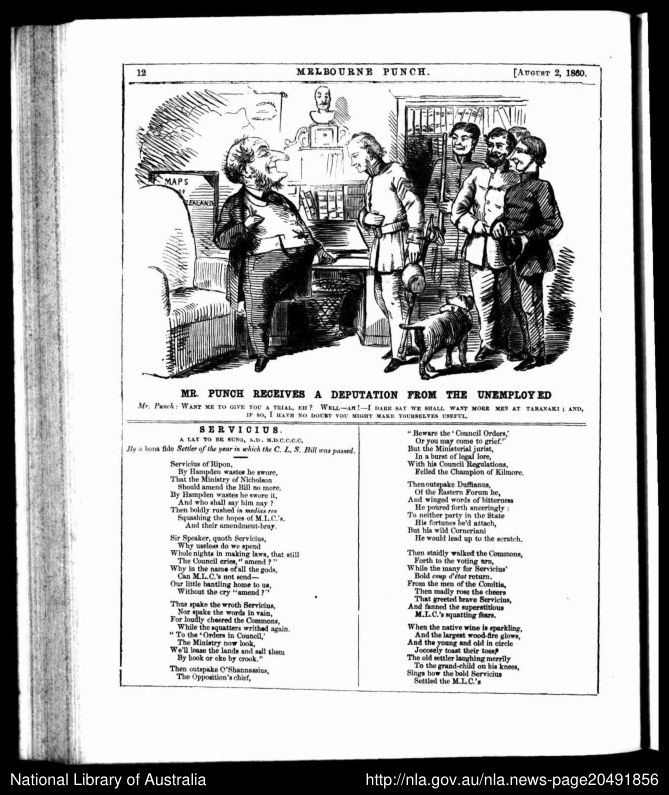 12
MELBOURNE PUNCH.
[AUGUST 2, 1860.
MAPS
OF
ZEALAND
MR. PUNCH RECEIVES A DEPUTATION FROM THE UNEMPLOYED
Mr. Punch: WANT ME TO GIVE YOU A TRIAL, EH? WELL—AH!—I DARE SAY WE SHALL WANT MORE MEN AT TARANAKI; AND,
IF SO, I HAVE NO DOUBT YOU MIGHT MAKE YOURSELVES USEFUL.
SERVICIUS.
A LAY TO BE SUNG, A.D. M.D.C.C.C.C,
By a bona fide Settler of the year in which the C. L. S. Bill was passed.
Servicius of Ripon,
By Hampden wastes he swore,
That the Ministry of Nicholson
Should amend the Bill no more.
By Hampden wastes he swore it,
And who shall say him nay?
Then boldly rushed in medias res
Squashing the hopes of M.L.C.'s.
And their amendment-bray.
Sir Speaker, quoth Servicius,
Why useless do we spend
Whole nights in making laws, that still
The Council cries, "amend?"
Why in the name of all the gods,
Can M.L.C.'s not send—
Our little bantling home to us,
Without the cry "amend?"
Thus spake the wroth Servicius,
Nor spake the words in vain,
For loudly cheered the Commons,
While the squatters writhed again.
"To the 'Orders in Council,'
The Ministry now look,
We'll lease the lands and sell them
By hook or eke by crook."
Then outspake O'Shannassius,
The Opposition's chief,
"Beware the 'Council Orders,'
Or you may come to grief."
But the Ministerial jurist,
In a burst of legal lore,
With his Council Regulations,
Felled the Champion of Kilmore.
Then outspake Duffianus,
Of the Eastern Forum he,
And winged words of bitterness
He poured forth sneeringly:
To neither party in the State
His fortunes he'd attach,
But his wild Corneriani
He would lead up to the scratch.
Then staidly walked the Commons,
Forth to the voting urn,
While the many for Servicius'
Bold coup d'état return.
From the men of the Comitia,
Then madly rose the cheers
That greeted brave Servicius,
And fanned the superstitious
M.L.C.'s squatting fears.
When the native wine is sparkling,
And the largest wood-fire glows,
And the young and old in circle
Jocosely toast their toes;
The old settler laughing merrily
To the grand-child on his knees,
Sings how the bold Servicius
Settled the M.L.C.'s
National Library of Australia
http://nla.gov.au/nla.news-page20491856